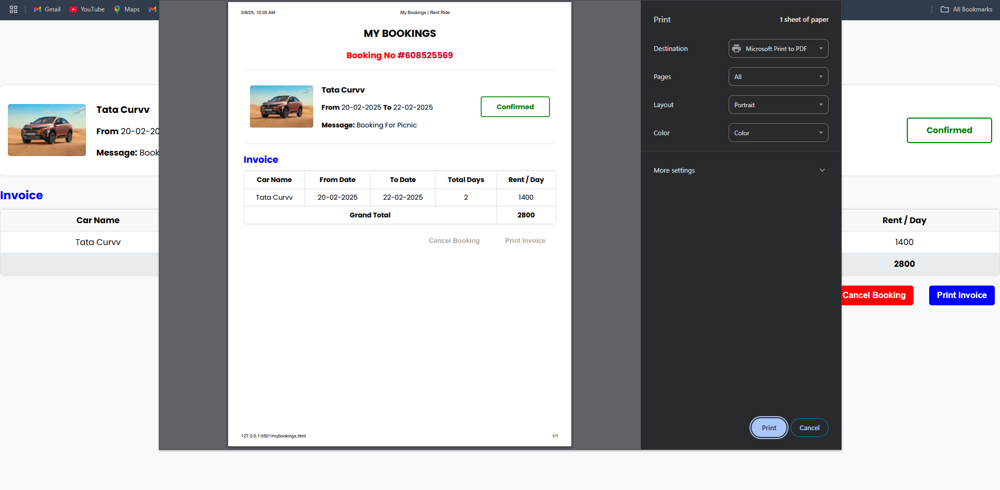 Gmail YouTube Maps All Bookmarks
3/8/25, 10:05 AM My Bookings | Rent Ride
MY BOOKINGS
Booking No #608525569
Tata Curvv
From 20-02-2025 To 22-02-2025
Message: Booking For Picnic
Confirmed
Invoice
Car Name From Date To Date Total Days Rent / Day
Tata Curvv 20-02-2025 22-02-2025 2 1400
Grand Total 2800
Cancel Booking Print Invoice
127.0.0.1:5501/mybookings.html 1/1
Print 1 sheet of paper
Destination Microsoft Print to PDF
Pages All
Layout Portrait
Color Color
More settings
Print Cancel
Tata Curvv
From 20-02-20
Message: Book
Confirmed
Invoice
Car Name Rent / Day
Tata Curvv 1400
2800
Cancel Booking Print Invoice